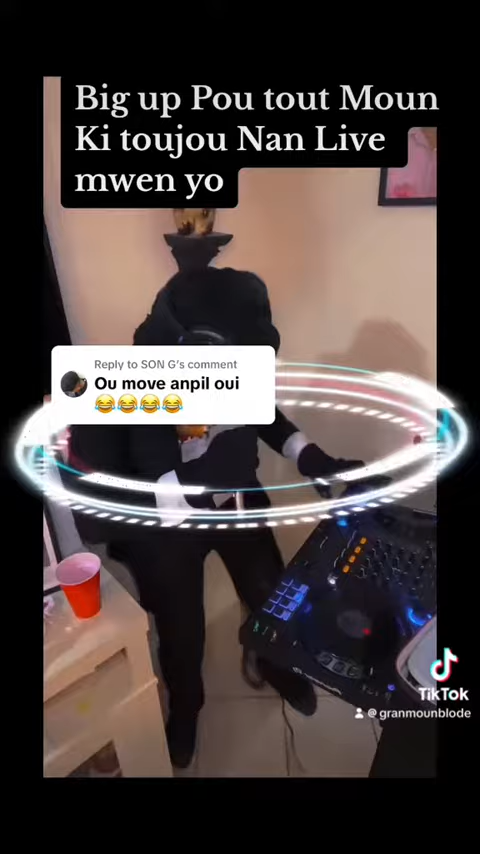 Big up Pou tout Moun
Ki toujou Nan Live
mwen yo
Reply to SON G's comment
Ou move anpil oui
😂😂😂😂
TikTok
@granmounblode